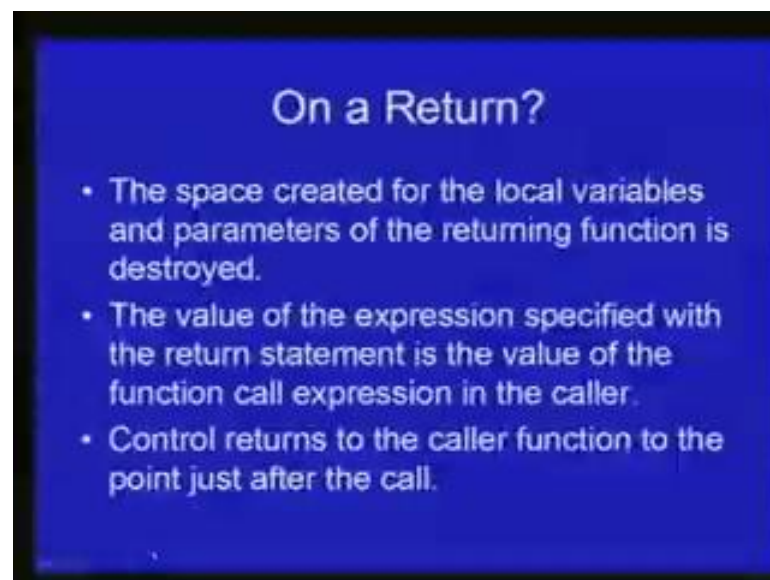 On a Return?
• The space created for the local variables
and parameters of the returning function is
destroyed.
• The value of the expression specified with
the return statement is the value of the
function call expression in the caller.
• Control returns to the caller function to the
point just after the call.